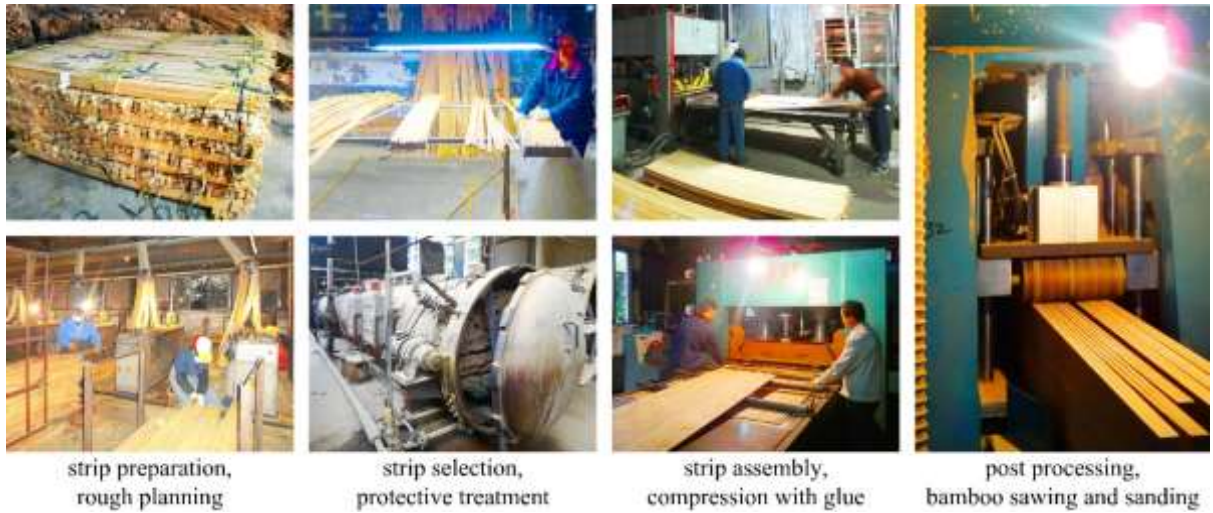 32
strip preparation,
rough planning
strip selection,
protective treatment
strip assembly,
compression with glue
post processing,
bamboo sawing and sanding